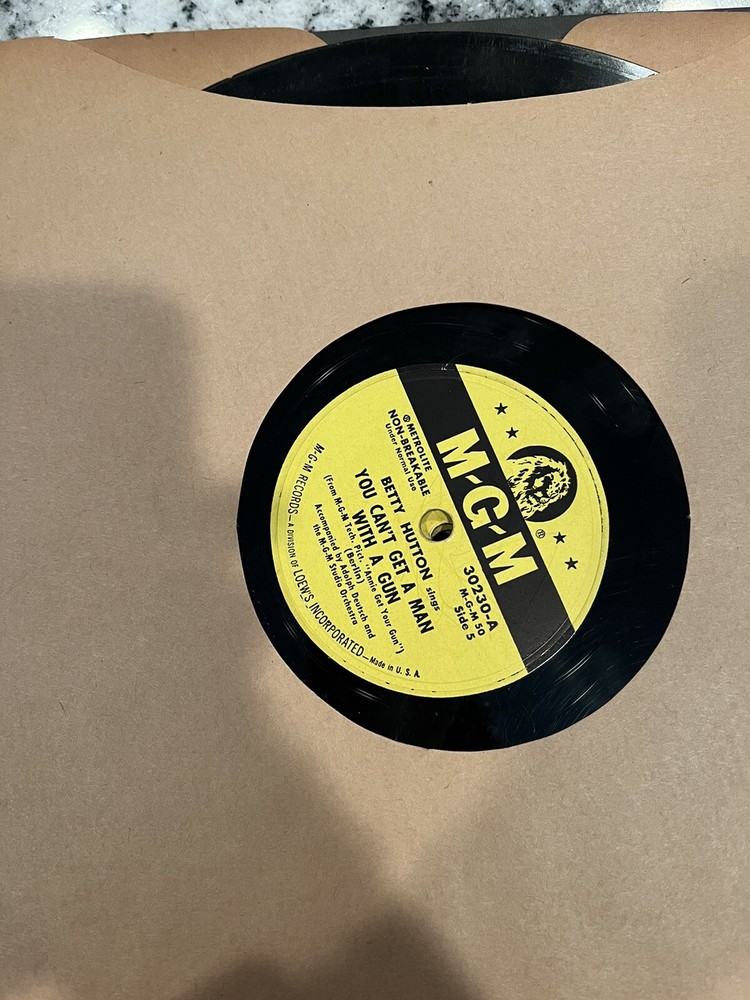 M-G-M
®
® METROLITE
NON-BREAKABLE
Under Normal Use
30230-A
M-G-M 50
Side 5
BETTY HUTTON sings
YOU CAN'T GET A MAN
WITH A GUN
(From M-G-M Tech. Pict. "Annie Get Your Gun")
(Berlin)
Accompanied by Adolph Deutsch and
the M-G-M Studio Orchestra
M-G-M RECORDS—A DIVISION OF LOEW'S INCORPORATED—Made in U. S. A.